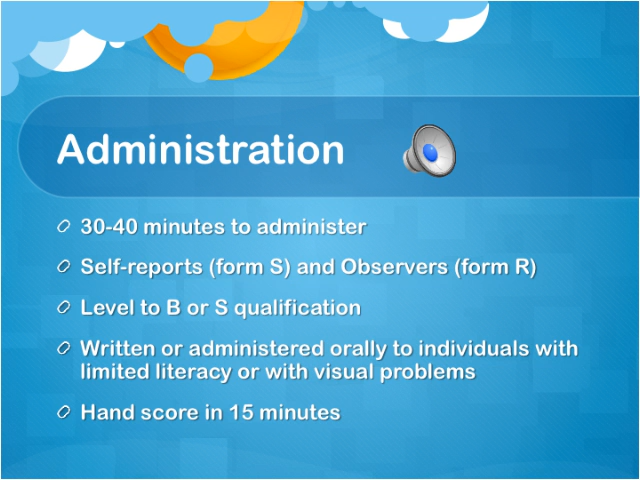 Administration
30-40 minutes to administer
Self-reports (form S) and Observers (form R)
Level to B or S qualification
Written or administered orally to individuals with
limited literacy or with visual problems
Hand score in 15 minutes